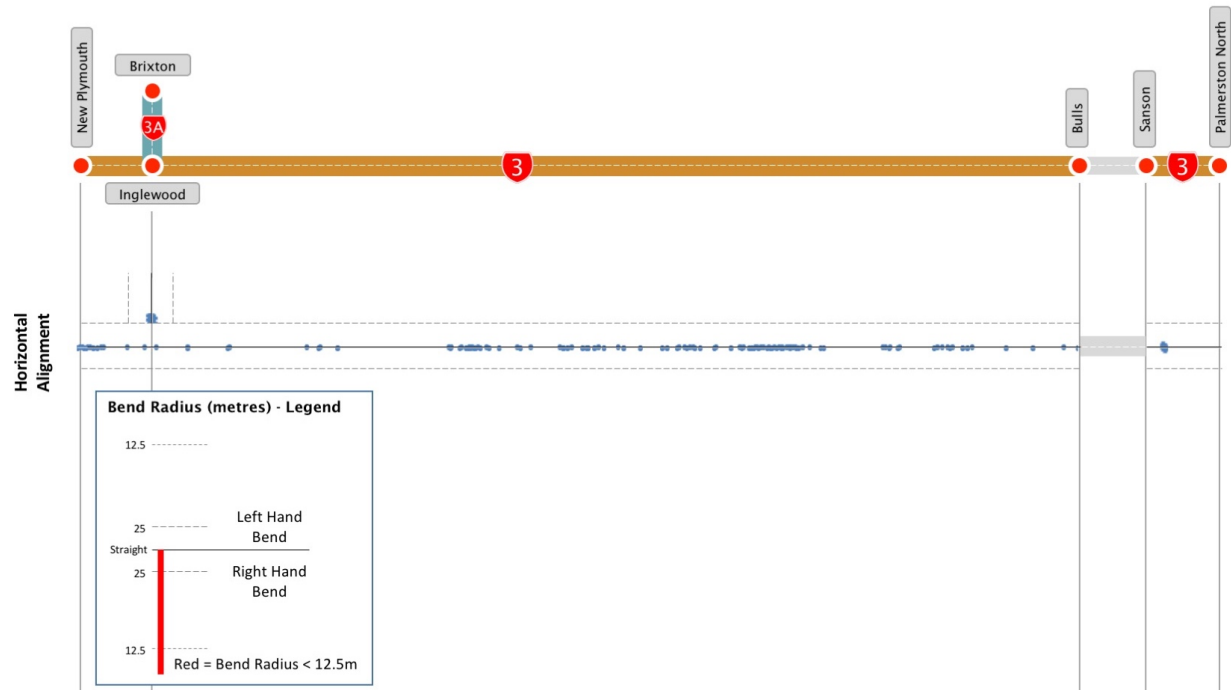 New Plymouth
Brixton
3A
Inglewood
3
Bulls
Sanson
3
Palmerston North
Horizontal
Alignment
Bend Radius (metres) - Legend
12.5
25
Left Hand
Bend
Straight
25
Right Hand
Bend
12.5
Red = Bend Radius < 12.5m